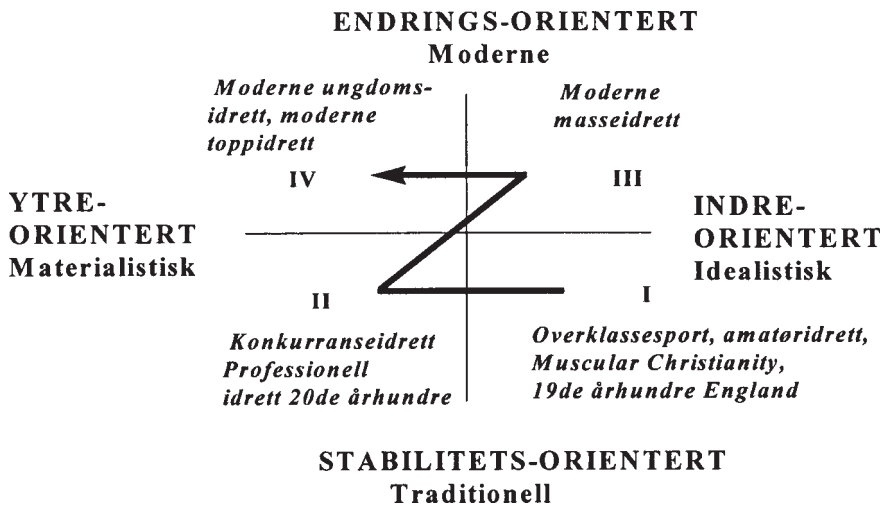 ENDRINGS-ORIENTERT
Moderne
Moderne ungdoms-
idrett, moderne
toppidrett
Moderne
masseidrett
IV
III
YTRE-
ORIENTERT
Materialistisk
INDRE-
ORIENTERT
Idealistisk
II
I
Konkurranseidrett
Professionell
idrett 20de århundre
Overklassesport, amatøridrett,
Muscular Christianity,
19de århundre England
STABILITETS-ORIENTERT
Traditionell